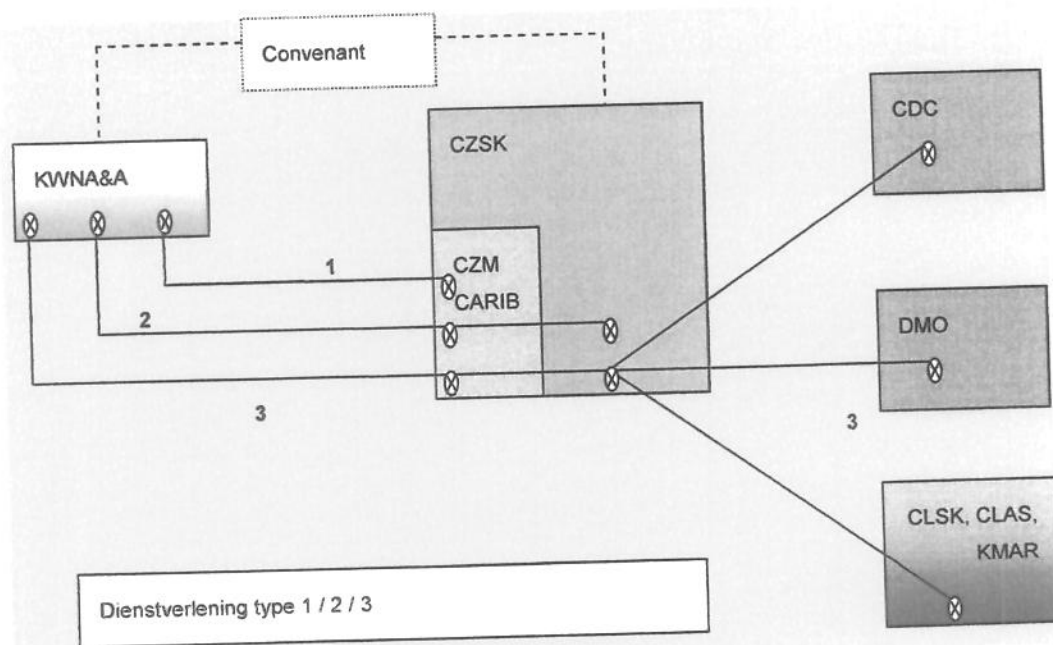 Convenant
CZSK
CDC
KWNA&A
1
CZM
CARIB
2
DMO
3
3
CLSK, CLAS,
KMAR
Dienstverlening type 1 / 2 / 3